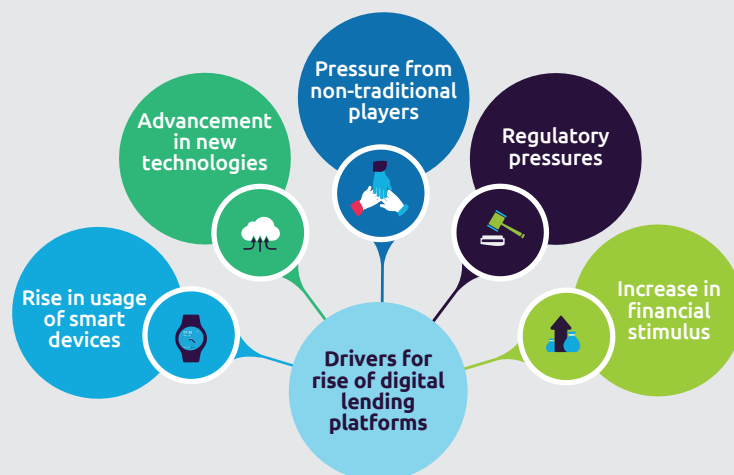 Pressure from
non-traditional
players
Advancement
in new
technologies
Regulatory
pressures
Rise in usage
of smart
devices
Increase in
financial
stimulus
Drivers for
rise of digital
lending
platforms